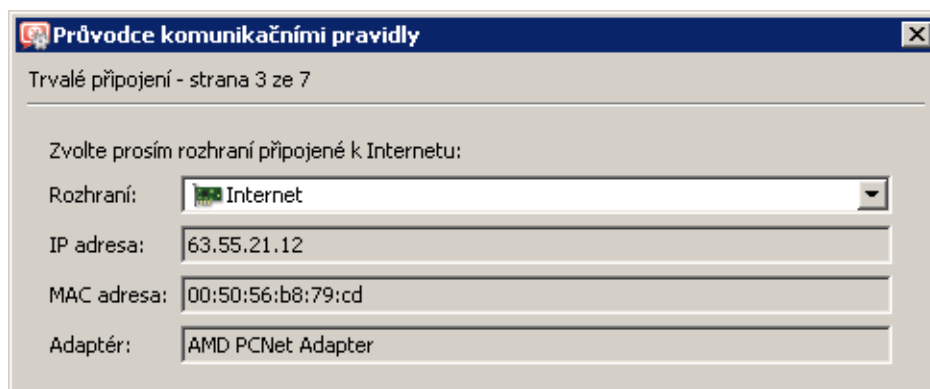 Průvodce komunikačními pravidly
Trvalé připojení - strana 3 ze 7
Zvolte prosím rozhraní připojené k Internetu:
Rozhraní: Internet
IP adresa: 63.55.21.12
MAC adresa: 00:50:56:b8:79:cd
Adaptér: AMD PCNet Adapter